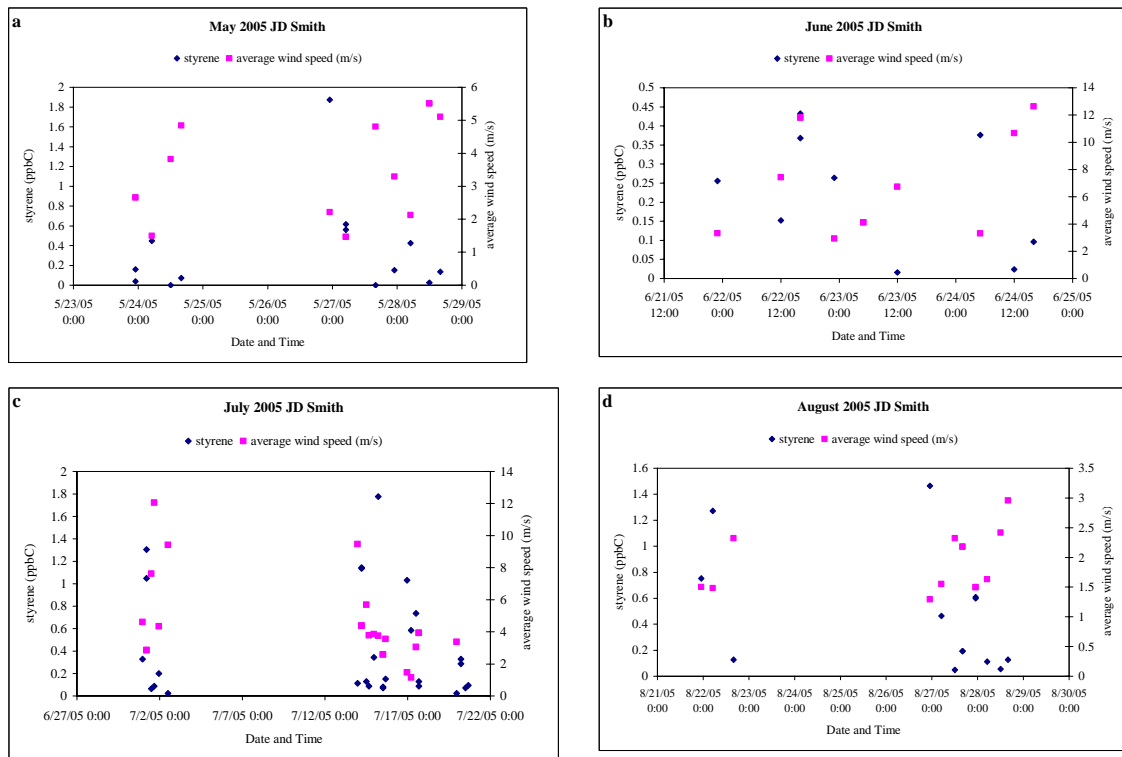 a
May 2005 JD Smith
styrene average wind speed (m/s)
2
1.8
1.6
1.4
1.2
1
0.8
0.6
0.4
0.2
0
styrene (ppbC)
6
5
4
3
2
1
0
average wind speed (m/s)
5/23/05 5/24/05 5/25/05 5/26/05 5/27/05 5/28/05 5/29/05
0:00 0:00 0:00 0:00 0:00 0:00 0:00
Date and Time
b
June 2005 JD Smith
styrene average wind speed (m/s)
0.5
0.45
0.4
0.35
0.3
0.25
0.2
0.15
0.1
0.05
0
styrene (ppbC)
14
12
10
8
6
4
2
0
average wind speed (m/s)
6/21/05 6/22/05 6/22/05 6/23/05 6/23/05 6/24/05 6/24/05 6/25/05
12:00 0:00 12:00 0:00 12:00 0:00 12:00 0:00
Date and Time
c
July 2005 JD Smith
styrene average wind speed (m/s)
2
1.8
1.6
1.4
1.2
1
0.8
0.6
0.4
0.2
0
styrene (ppbC)
14
12
10
8
6
4
2
0
average wind speed (m/s)
6/27/05 0:00 7/2/05 0:00 7/7/05 0:00 7/12/05 0:00 7/17/05 0:00 7/22/05 0:00
Date and Time
d
August 2005 JD Smith
styrene average wind speed (m/s)
1.6
1.4
1.2
1
0.8
0.6
0.4
0.2
0
styrene (ppbC)
3.5
3
2.5
2
1.5
1
0.5
0
average wind speed (m/s)
8/21/05 8/22/05 8/23/05 8/24/05 8/25/05 8/26/05 8/27/05 8/28/05 8/29/05 8/30/05
0:00 0:00 0:00 0:00 0:00 0:00 0:00 0:00 0:00 0:00
Date and Time